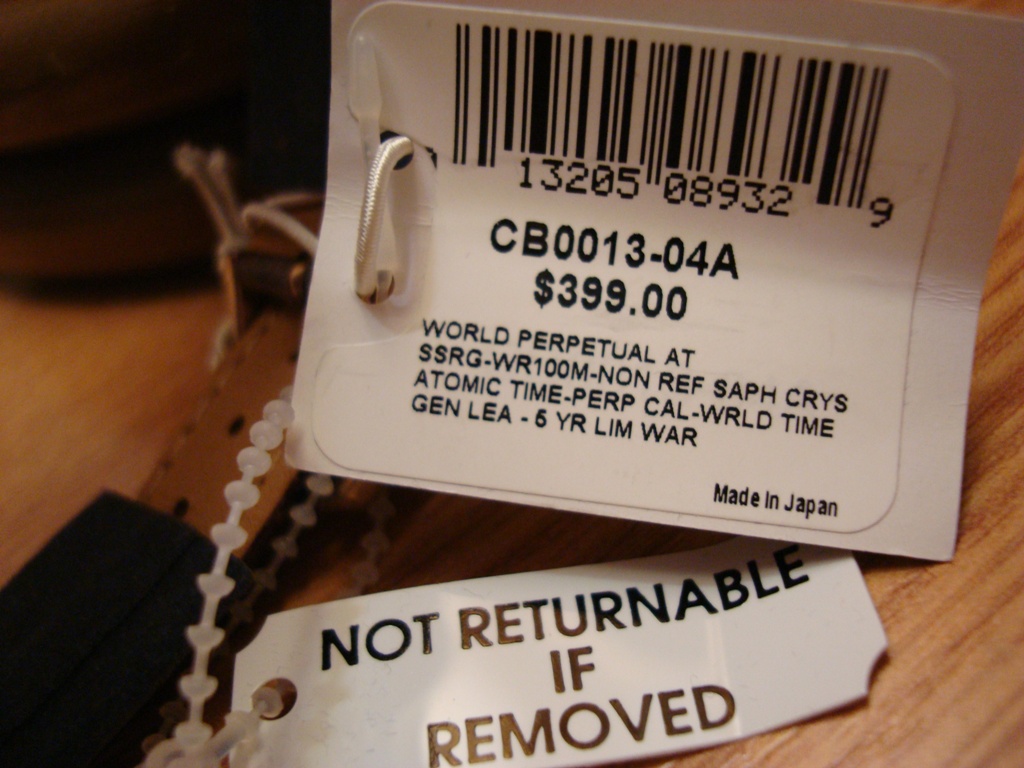 13205 08932 9
CB0013-04A
$399.00
WORLD PERPETUAL AT
SSRG-WR100M-NON REF SAPH CRYS
ATOMIC TIME-PERP CAL-WRLD TIME
GEN LEA - 5 YR LIM WAR
Made In Japan
NOT RETURNABLE
IF
REMOVED